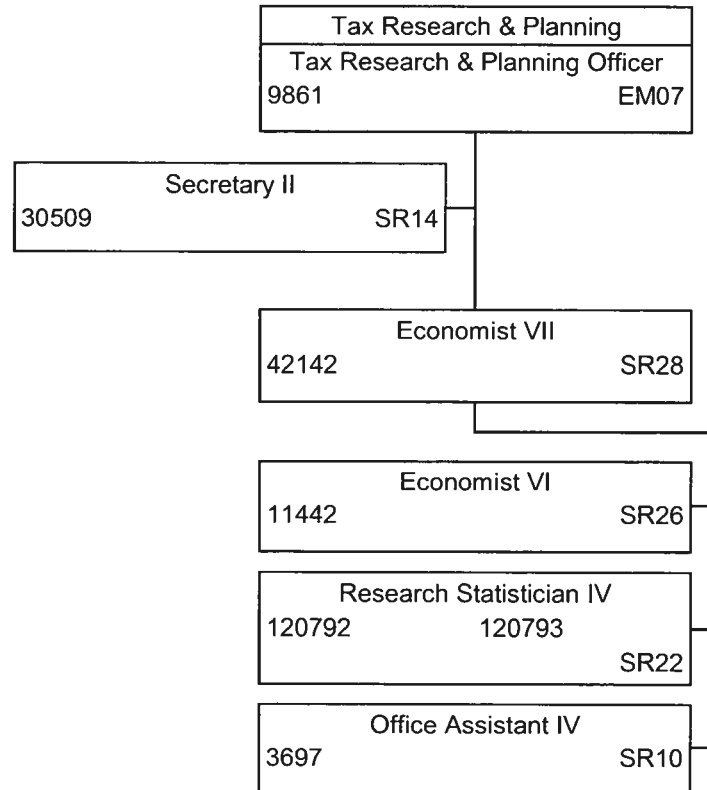 Tax Research & Planning
Tax Research & Planning Officer
9861 EM07
Secretary II
30509 SR14
Economist VII
42142 SR28
Economist VI
11442 SR26
Research Statistician IV
120792 120793
SR22
Office Assistant IV
3697 SR10